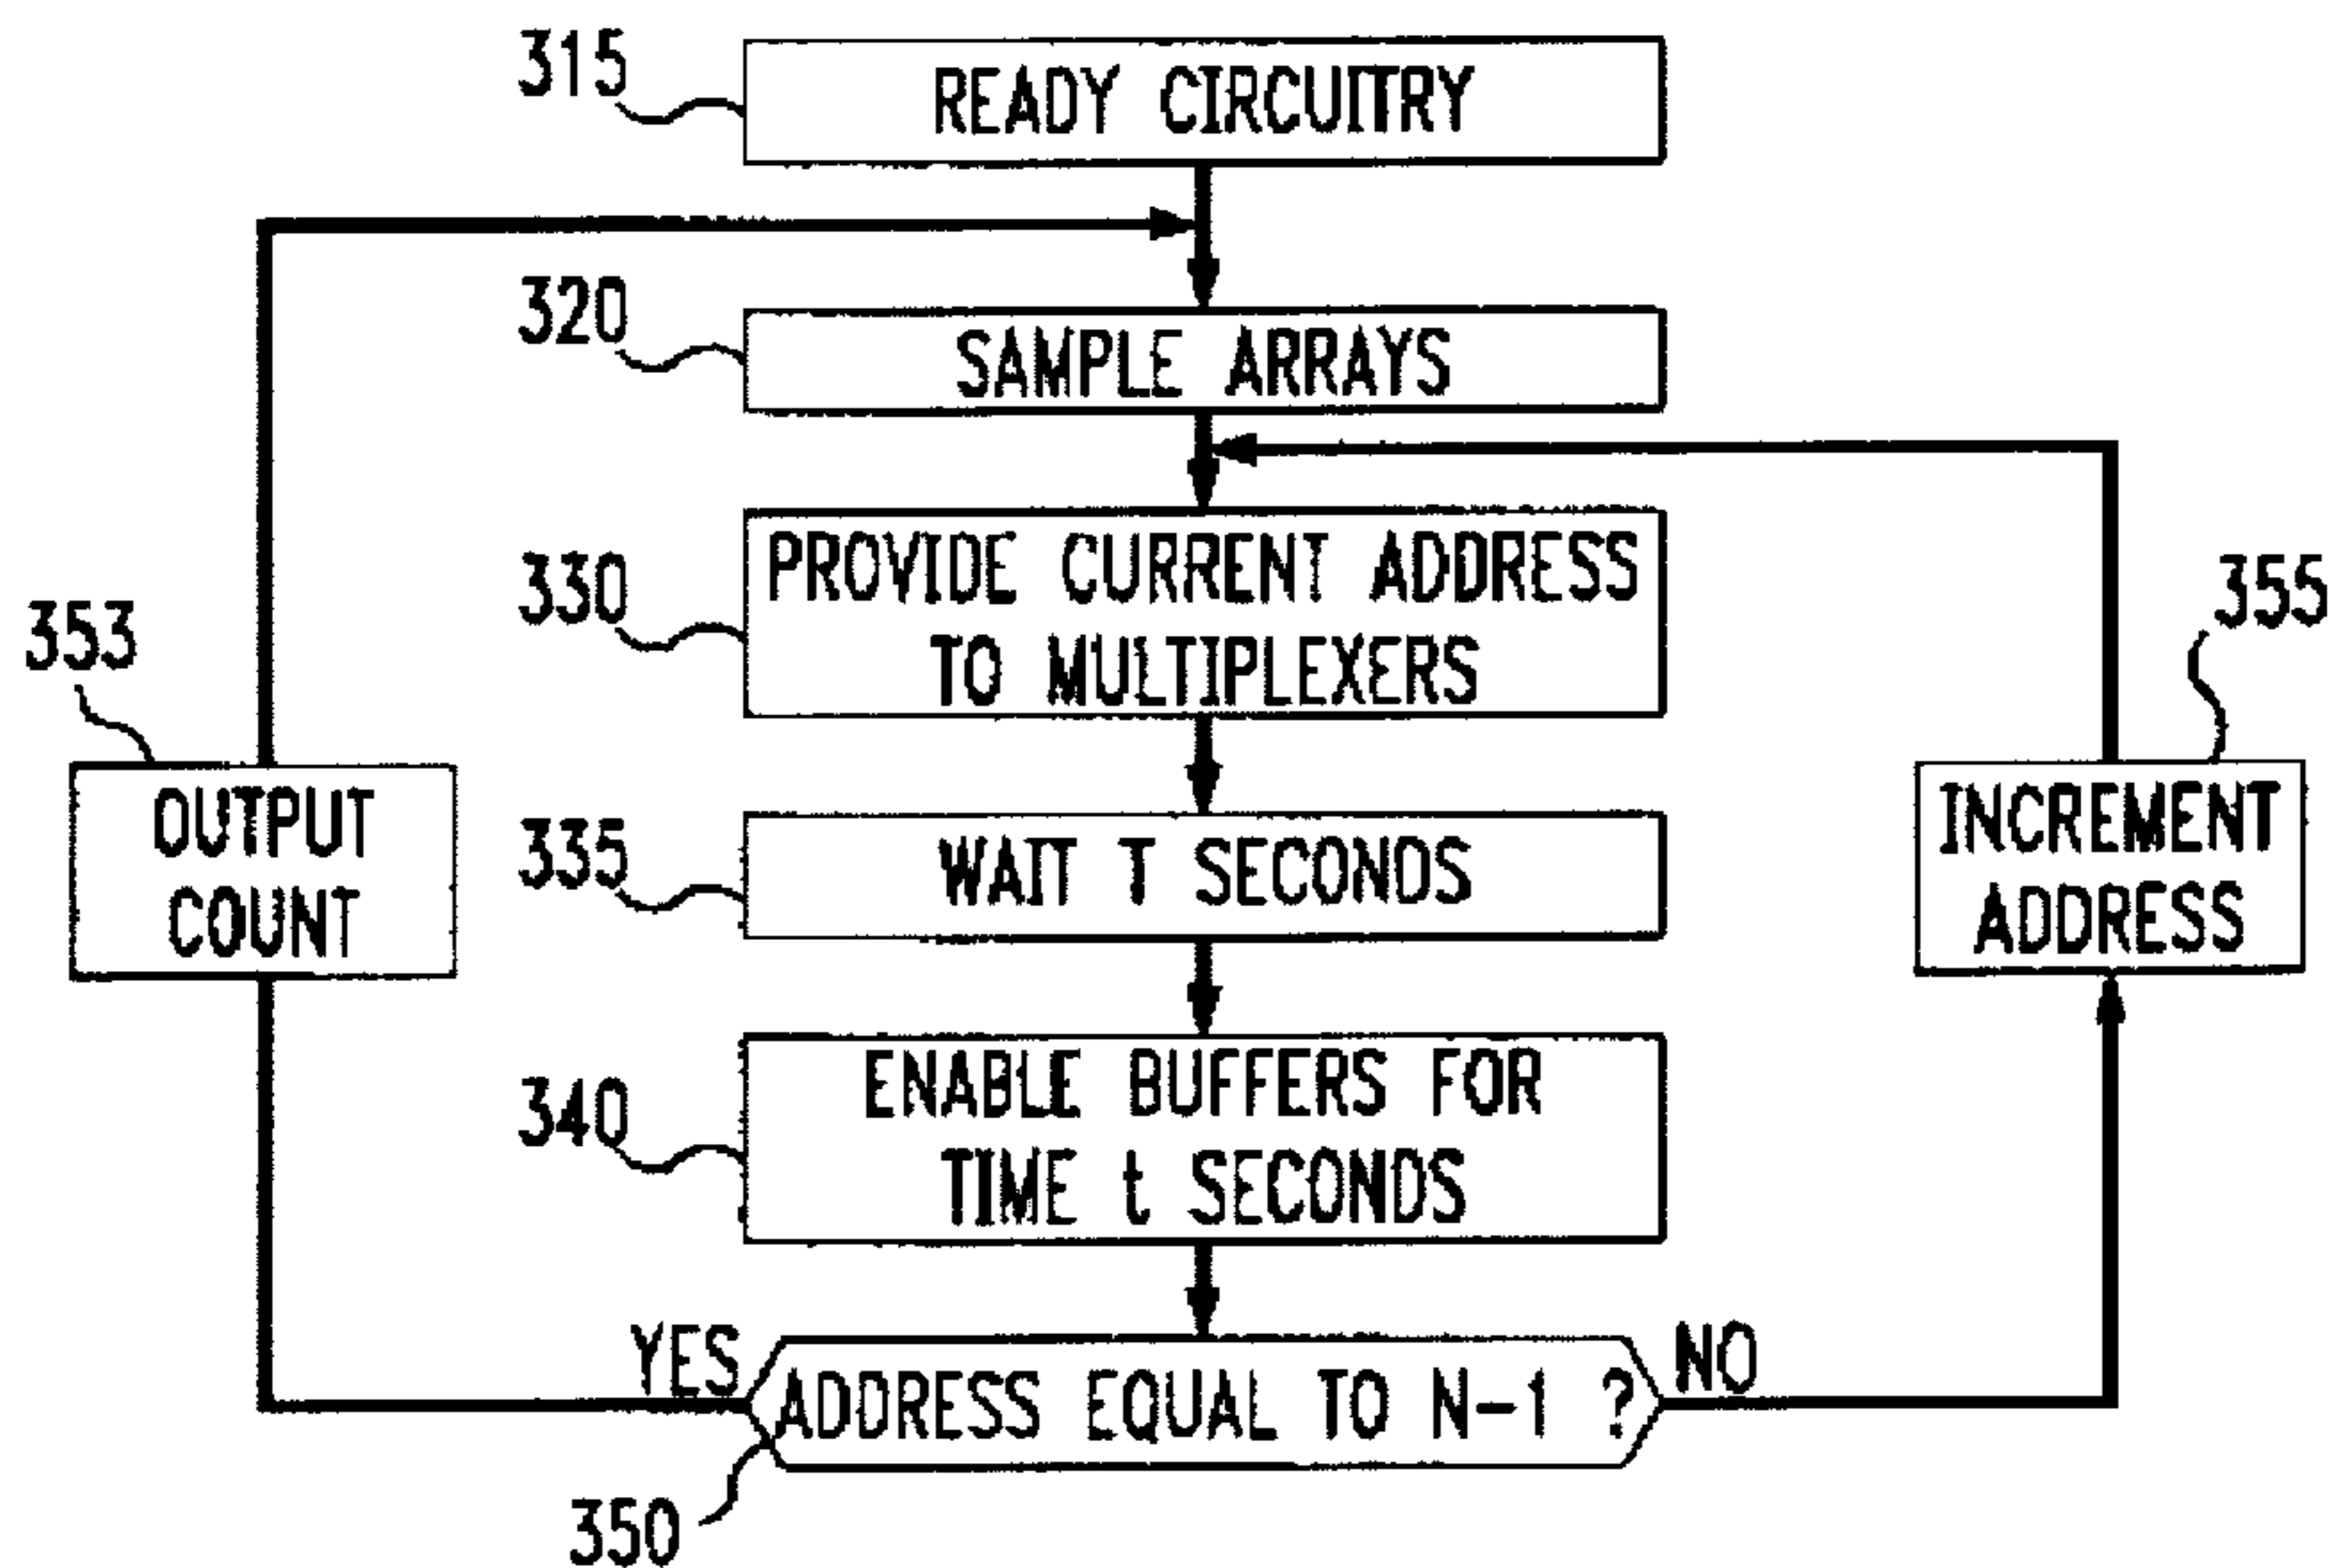 315
READY CIRCUITRY
320
SAMPLE ARRAYS
330
PROVIDE CURRENT ADDRESS
TO MULTIPLEXERS
353
OUTPUT
COUNT
355
INCREMENT
ADDRESS
335
WAIT T SECONDS
340
ENABLE BUFFERS FOR
TIME t SECONDS
YES
ADDRESS EQUAL TO N-1 ?
NO
350